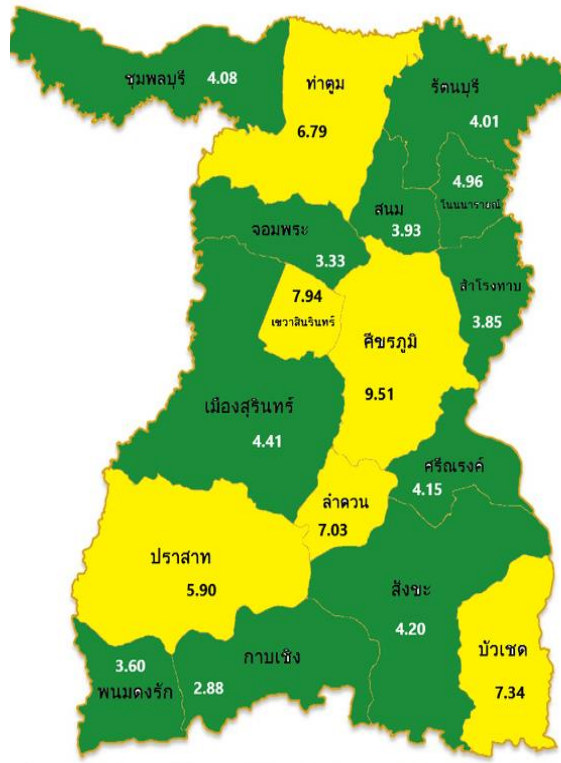 ชุมพลบุรี 4.08
ท่าตูม
6.79
รัตนบุรี
4.01
4.96
โนนนารายณ์
สนม
3.93
จอมพระ
3.33
สำโรงทาบ
3.85
7.94
เขวาสินรินทร์
ศีขรภูมิ
9.51
เมืองสุรินทร์
4.41
ศรีณรงค์
4.15
ลำดวน
7.03
ปราสาท
5.90
สังขะ
4.20
บัวเชด
7.34
กาบเชิง
2.88
3.60
พนมดงรัก